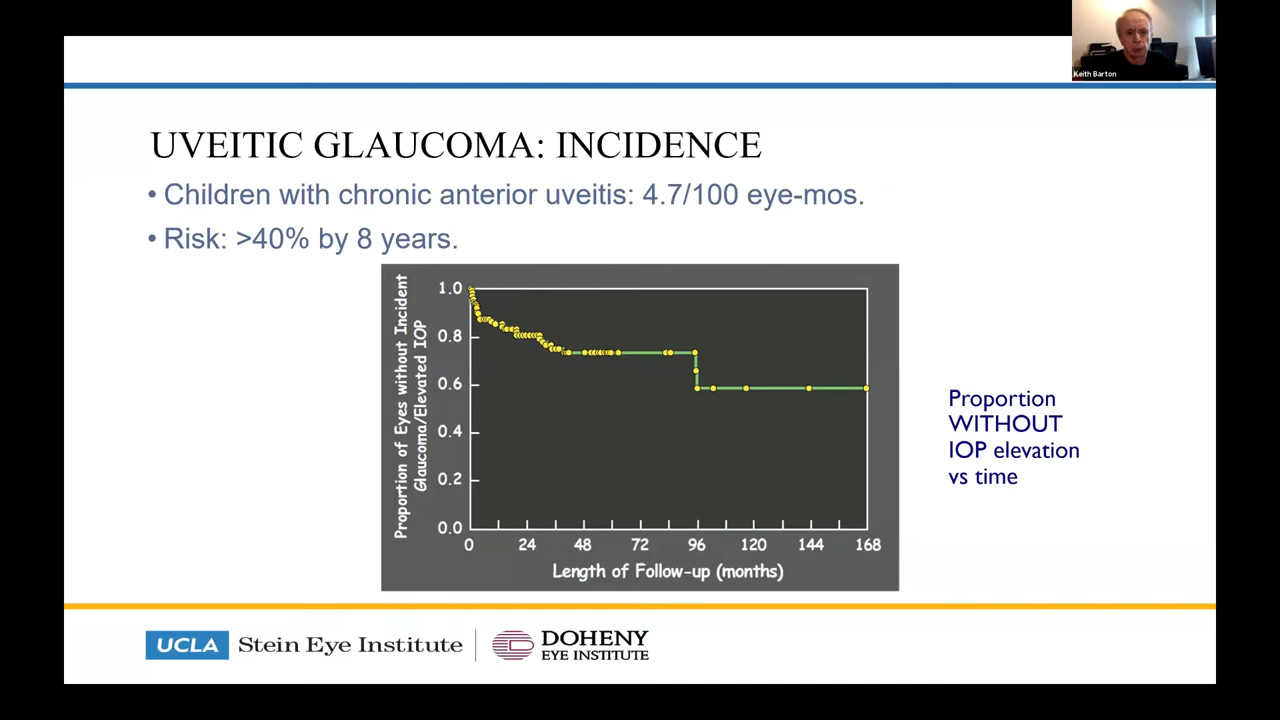 Keith Barton
UVEITIC GLAUCOMA: INCIDENCE
• Children with chronic anterior uveitis: 4.7/100 eye-mos.
• Risk: >40% by 8 years.
Proportion of Eyes without Incident
Glaucoma/Elevated IOP
1.0
0.8
0.6
0.4
0.2
0.0
0 24 48 72 96 120 144 168
Length of Follow-up (months)
Proportion
WITHOUT
IOP elevation
vs time
UCLA Stein Eye Institute
DOHENY
EYE INSTITUTE